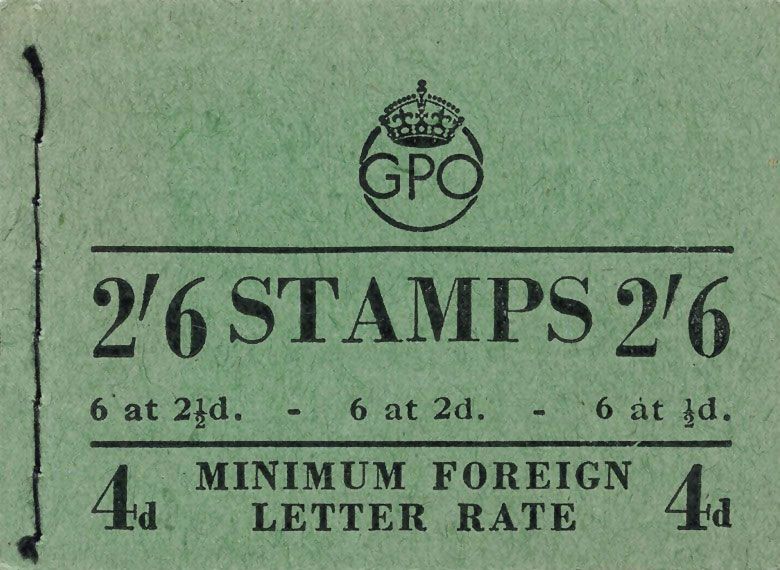 GPO
2/6 STAMPS 2/6
6 at 2½d. - 6 at 2d. - 6 at ½d.
4d MINIMUM FOREIGN LETTER RATE 4d